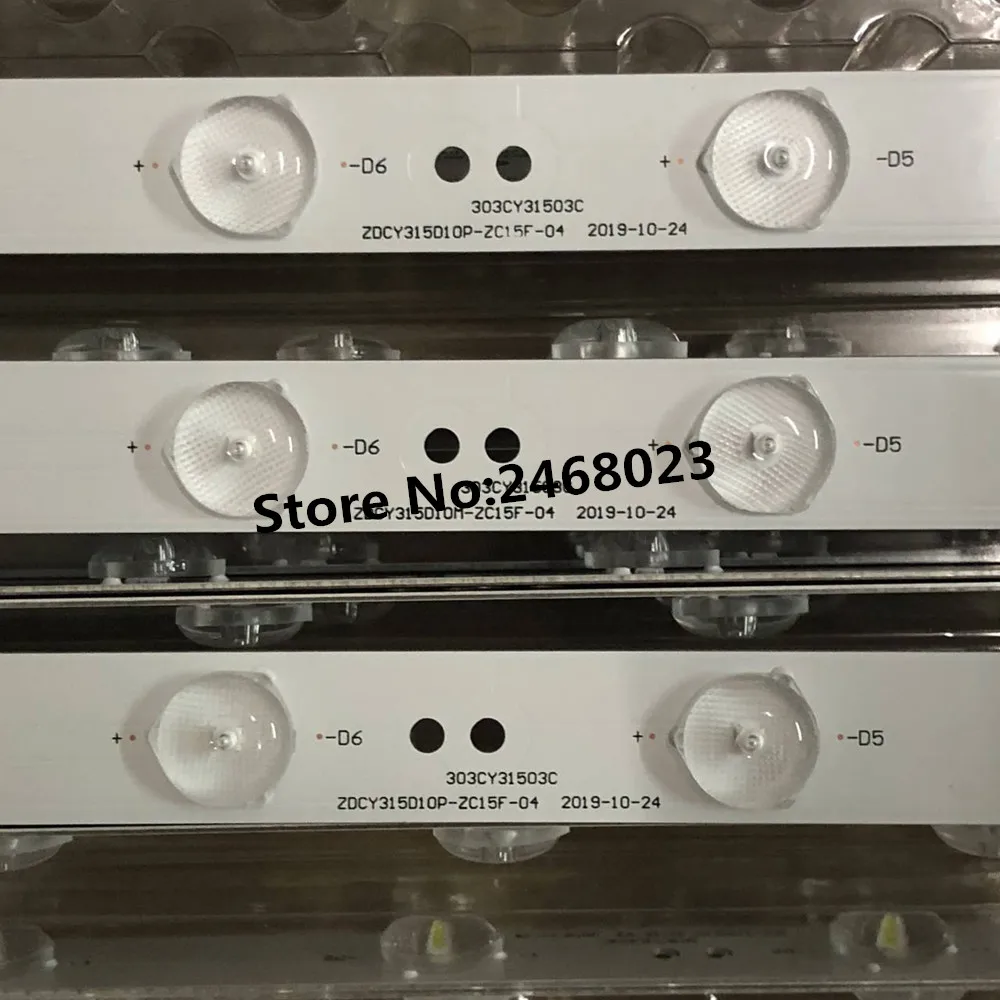 + -D6 + -D5
303CY31503C
ZDCY315D10P-ZC15F-04 2019-10-24
+ -D6 + -D5
Store No:2468023
ZDCY315D10M-ZC15F-04 2019-10-24
+ -D6 + -D5
303CY31503C
ZDCY315D10P-ZC15F-04 2019-10-24